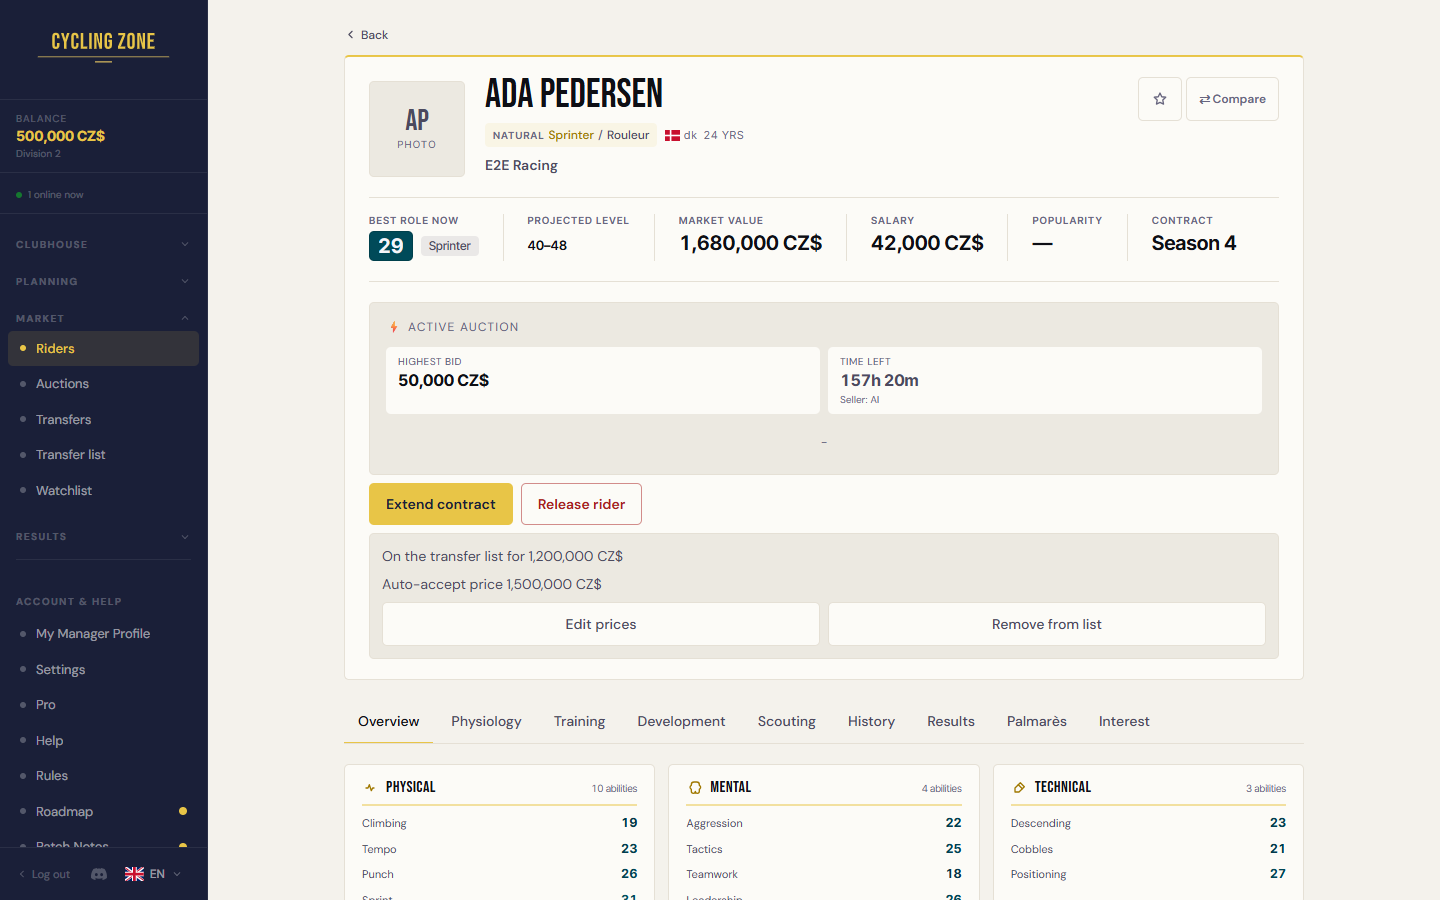 CYCLING ZONE
BALANCE
500,000 CZ$
Division 2
1 online now
CLUBHOUSE
PLANNING
MARKET
Riders
Auctions
Transfers
Transfer list
Watchlist
RESULTS
ACCOUNT & HELP
My Manager Profile
Settings
Pro
Help
Rules
Roadmap
Patch Notes
Log out
EN
Back
AP
PHOTO
ADA PEDERSEN
NATURAL Sprinter / Rouleur dk 24 YRS
E2E Racing
Compare
BEST ROLE NOW
29 Sprinter
PROJECTED LEVEL
40–48
MARKET VALUE
1,680,000 CZ$
SALARY
42,000 CZ$
POPULARITY
—
CONTRACT
Season 4
ACTIVE AUCTION
HIGHEST BID
50,000 CZ$
TIME LEFT
157h 20m
Seller: AI
–
Extend contract
Release rider
On the transfer list for 1,200,000 CZ$
Auto-accept price 1,500,000 CZ$
Edit prices
Remove from list
Overview Physiology Training Development Scouting History Results Palmarès Interest
PHYSICAL 10 abilities
Climbing 19
Tempo 23
Punch 26
Sprint 31
MENTAL 4 abilities
Aggression 22
Tactics 25
Teamwork 18
Leadership 26
TECHNICAL 3 abilities
Descending 23
Cobbles 21
Positioning 27